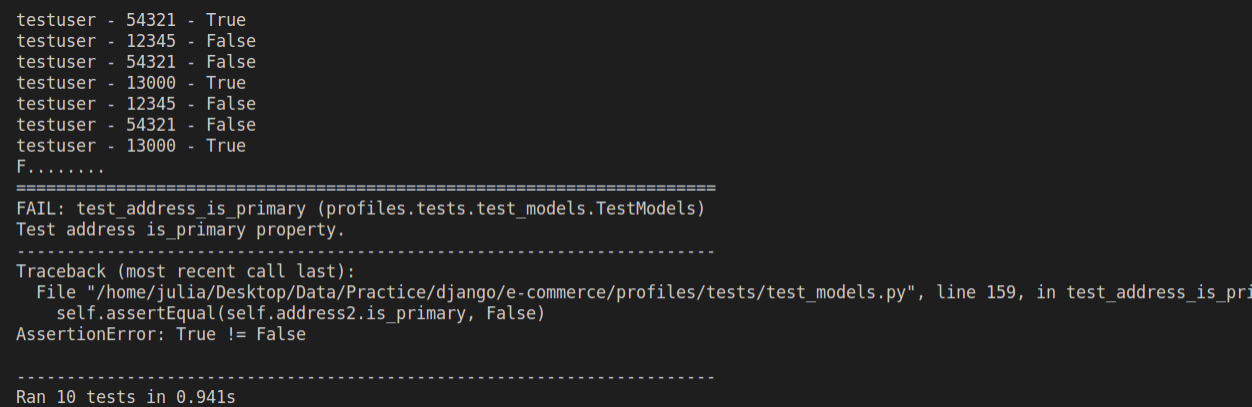 testuser - 54321 - True
testuser - 12345 - False
testuser - 54321 - False
testuser - 13000 - True
testuser - 12345 - False
testuser - 54321 - False
testuser - 13000 - True
F........
======================================================================
FAIL: test_address_is_primary (profiles.tests.test_models.TestModels)
Test address is_primary property.
----------------------------------------------------------------------
Traceback (most recent call last):
  File "/home/julia/Desktop/Data/Practice/django/e-commerce/profiles/tests/test_models.py", line 159, in test_address_is_pri
    self.assertEqual(self.address2.is_primary, False)
AssertionError: True != False
----------------------------------------------------------------------
Ran 10 tests in 0.941s